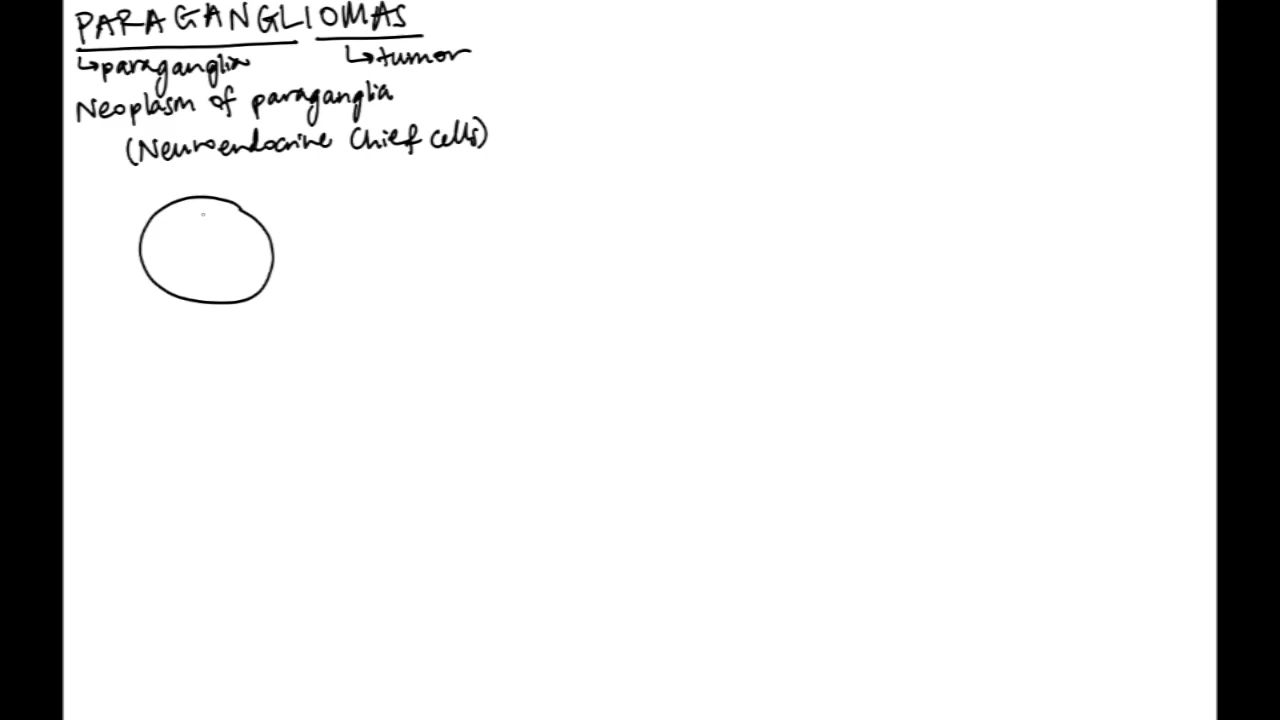 PARAGANGLIOMAS
↳paraganglia ↳tumor
Neoplasm of paraganglia
(Neuroendocrine Chief cells)